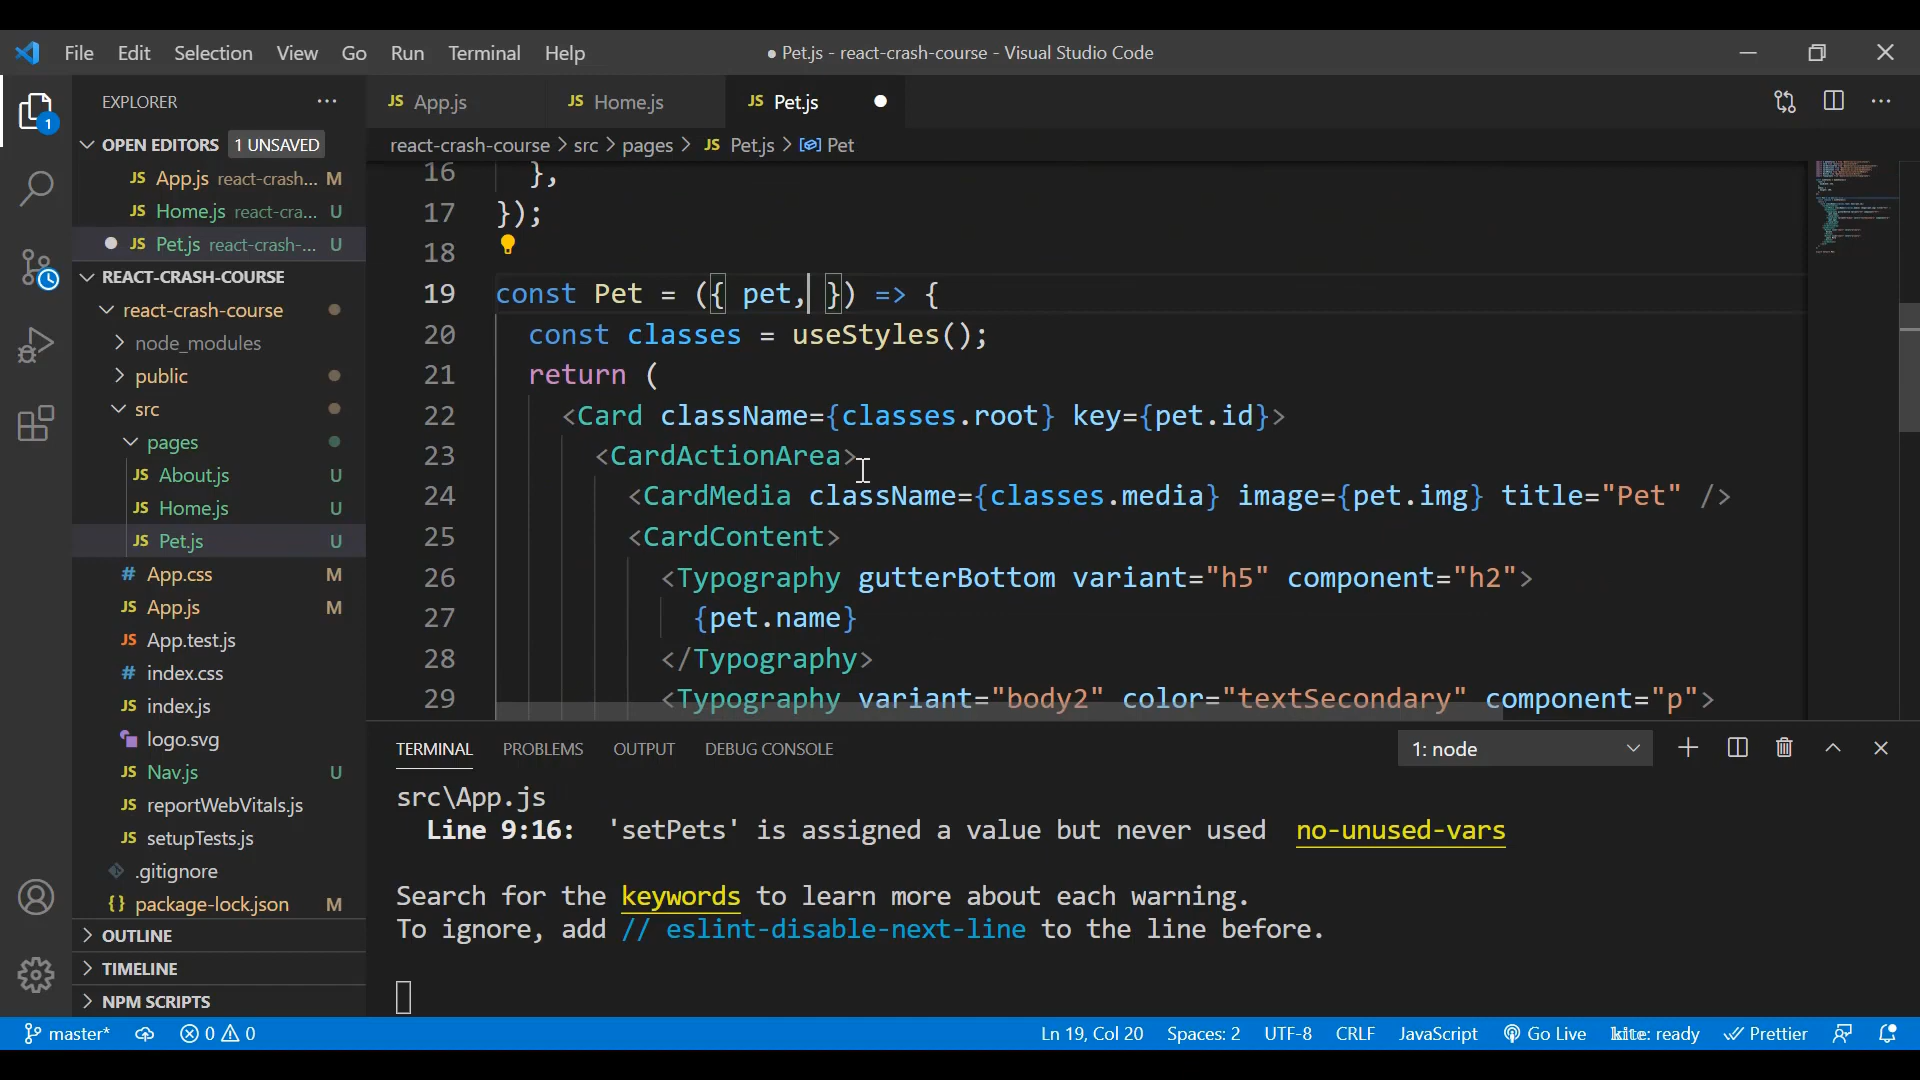 File Edit Selection View Go Run Terminal Help
● Pet.js - react-crash-course - Visual Studio Code
EXPLORER
OPEN EDITORS 1 UNSAVED
JS App.js react-crash... M
JS Home.js react-cra... U
JS Pet.js react-crash-... U
REACT-CRASH-COURSE
react-crash-course
node_modules
public
src
pages
JS About.js U
JS Home.js U
JS Pet.js U
# App.css M
JS App.js M
JS App.test.js
# index.css
JS index.js
logo.svg
JS Nav.js U
JS reportWebVitals.js
JS setupTests.js
.gitignore
{} package-lock.json M
OUTLINE
TIMELINE
NPM SCRIPTS
1
JS App.js JS Home.js JS Pet.js
react-crash-course > src > pages > JS Pet.js > Pet
16 },
17 });
18
19 const Pet = ({ pet, }) => {
20 const classes = useStyles();
21 return (
22 <Card className={classes.root} key={pet.id}>
23 <CardActionArea>
24 <CardMedia className={classes.media} image={pet.img} title="Pet" />
25 <CardContent>
26 <Typography gutterBottom variant="h5" component="h2">
27 {pet.name}
28 </Typography>
29 <Typography variant="body2" color="textSecondary" component="p">
TERMINAL PROBLEMS OUTPUT DEBUG CONSOLE 1: node
src\App.js
Line 9:16: 'setPets' is assigned a value but never used no-unused-vars
Search for the keywords to learn more about each warning.
To ignore, add // eslint-disable-next-line to the line before.
master* 0 0 Ln 19, Col 20 Spaces: 2 UTF-8 CRLF JavaScript Go Live kite: ready Prettier